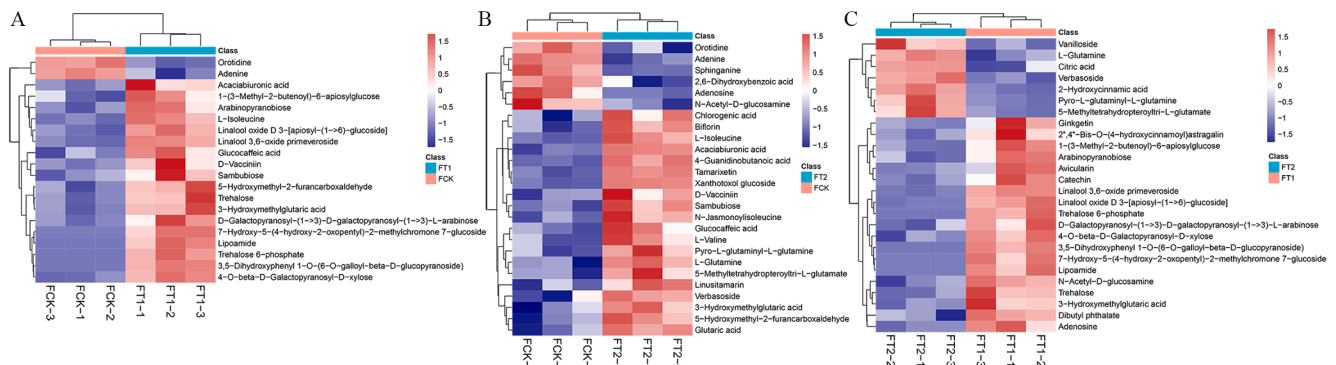 A
Class
Orotidine
Adenine
Acaciabiuronic acid
1-(3-Methyl-2-butenoyl)-6-apiosylglucose
Arabinopyranobiose
L-Isoleucine
Linalool oxide D 3-[apiosyl-(1->6)-glucoside]
Linalool 3,6-oxide primeveroside
Glucocaffeic acid
D-Vacciniin
Sambubiose
5-Hydroxymethyl-2-furancarboxaldehyde
Trehalose
3-Hydroxymethylglutaric acid
D-Galactopyranosyl-(1->3)-D-galactopyranosyl-(1->3)-L-arabinose
7-Hydroxy-5-(4-hydroxy-2-oxopentyl)-2-methylchromone 7-glucoside
Lipoamide
Trehalose 6-phosphate
3,5-Dihydroxyphenyl 1-O-(6-O-galloyl-beta-D-glucopyranoside)
4-O-beta-D-Galactopyranosyl-D-xylose
FCK-3
FCK-1
FCK-2
FT1-1
FT1-2
FT1-3
1.5
1
0.5
0
-0.5
-1
-1.5
Class
FT1
FCK
B
Class
Orotidine
Adenine
Sphinganine
2,6-Dihydroxybenzoic acid
Adenosine
N-Acetyl-D-glucosamine
Chlorogenic acid
Biflorin
L-Isoleucine
Acaciabiuronic acid
4-Guanidinobutanoic acid
Tamarixetin
Xanthotoxol glucoside
D-Vacciniin
Sambubiose
N-Jasmonoylisoleucine
Glucocaffeic acid
L-Valine
Pyro-L-glutaminyl-L-glutamine
L-Glutamine
5-Methyltetrahydropteroyltri-L-glutamate
Linusitamarin
Verbasoside
3-Hydroxymethylglutaric acid
5-Hydroxymethyl-2-furancarboxaldehyde
Glutaric acid
FCK-
FCK-
FCK-
FT2-
FT2-
FT2-
1.5
1
0.5
0
-0.5
-1
-1.5
Class
FT2
FCK
C
Class
Vanilloside
L-Glutamine
Citric acid
Verbasoside
2-Hydroxycinnamic acid
Pyro-L-glutaminyl-L-glutamine
5-Methyltetrahydropteroyltri-L-glutamate
Ginkgetin
2",4"-Bis-O-(4-hydroxycinnamoyl)astragalin
1-(3-Methyl-2-butenoyl)-6-apiosylglucose
Arabinopyranobiose
Avicularin
Catechin
Linalool 3,6-oxide primeveroside
Linalool oxide D 3-[apiosyl-(1->6)-glucoside]
Trehalose 6-phosphate
D-Galactopyranosyl-(1->3)-D-galactopyranosyl-(1->3)-L-arabinose
4-O-beta-D-Galactopyranosyl-D-xylose
3,5-Dihydroxyphenyl 1-O-(6-O-galloyl-beta-D-glucopyranoside)
7-Hydroxy-5-(4-hydroxy-2-oxopentyl)-2-methylchromone 7-glucoside
Lipoamide
N-Acetyl-D-glucosamine
Trehalose
3-Hydroxymethylglutaric acid
Dibutyl phthalate
Adenosine
FT2-2
FT2-1
FT2-3
FT1-3
FT1-1
FT1-2
1.5
1
0.5
0
-0.5
-1
-1.5
Class
FT2
FT1